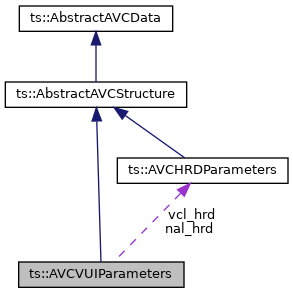 ts::AbstractAVCData
ts::AbstractAVCStructure
ts::AVCHRDParameters
vcl_hrd
nal_hrd
ts::AVCVUIParameters